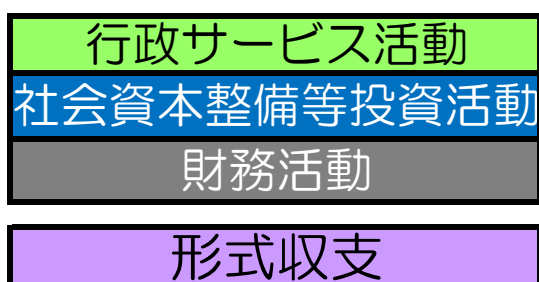 行政サービス活動
社会資本整備等投資活動
財務活動
形式収支